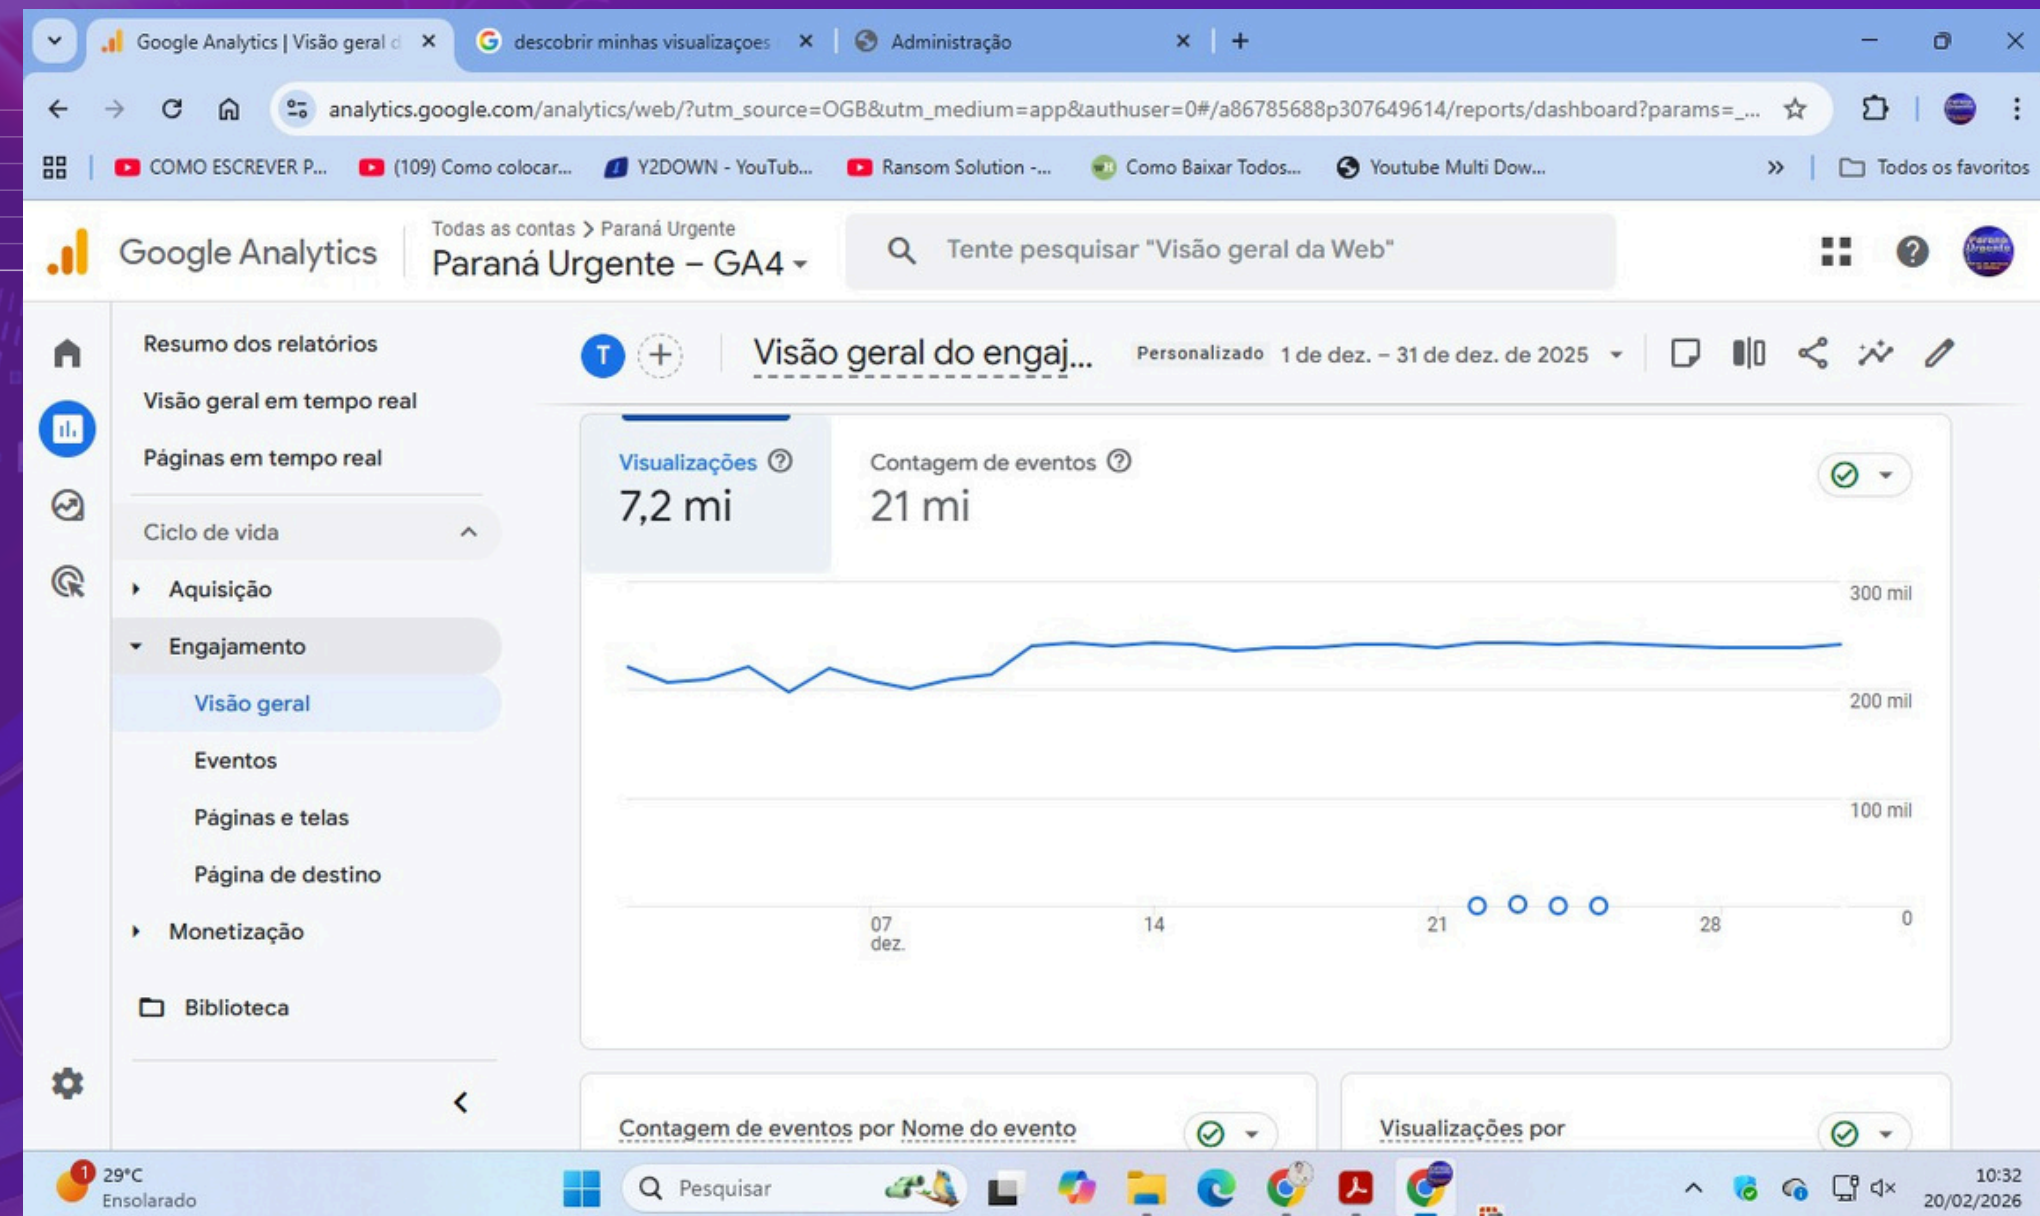 Google Analytics | Visão geral d
descobrir minhas visualizaçoes
Administração
analytics.google.com/analytics/web/?utm_source=OGB&utm_medium=app&authuser=0#/a86785688p307649614/reports/dashboard?params=_...
COMO ESCREVER P...
(109) Como colocar...
Y2DOWN - YouTub...
Ransom Solution -...
Como Baixar Todos...
Youtube Multi Dow...
Todos os favoritos
Google Analytics
Todas as contas > Paraná Urgente
Paraná Urgente – GA4
Tente pesquisar "Visão geral da Web"
Resumo dos relatórios
Visão geral em tempo real
Páginas em tempo real
Ciclo de vida
Aquisição
Engajamento
Visão geral
Eventos
Páginas e telas
Página de destino
Monetização
Biblioteca
T
Visão geral do engaj...
Personalizado 1 de dez. – 31 de dez. de 2025
Visualizações
7,2 mi
Contagem de eventos
21 mi
300 mil
200 mil
100 mil
0
07
dez.
14
21
28
Contagem de eventos por Nome do evento
Visualizações por
1
29°C
Ensolarado
Pesquisar
10:32
20/02/2026